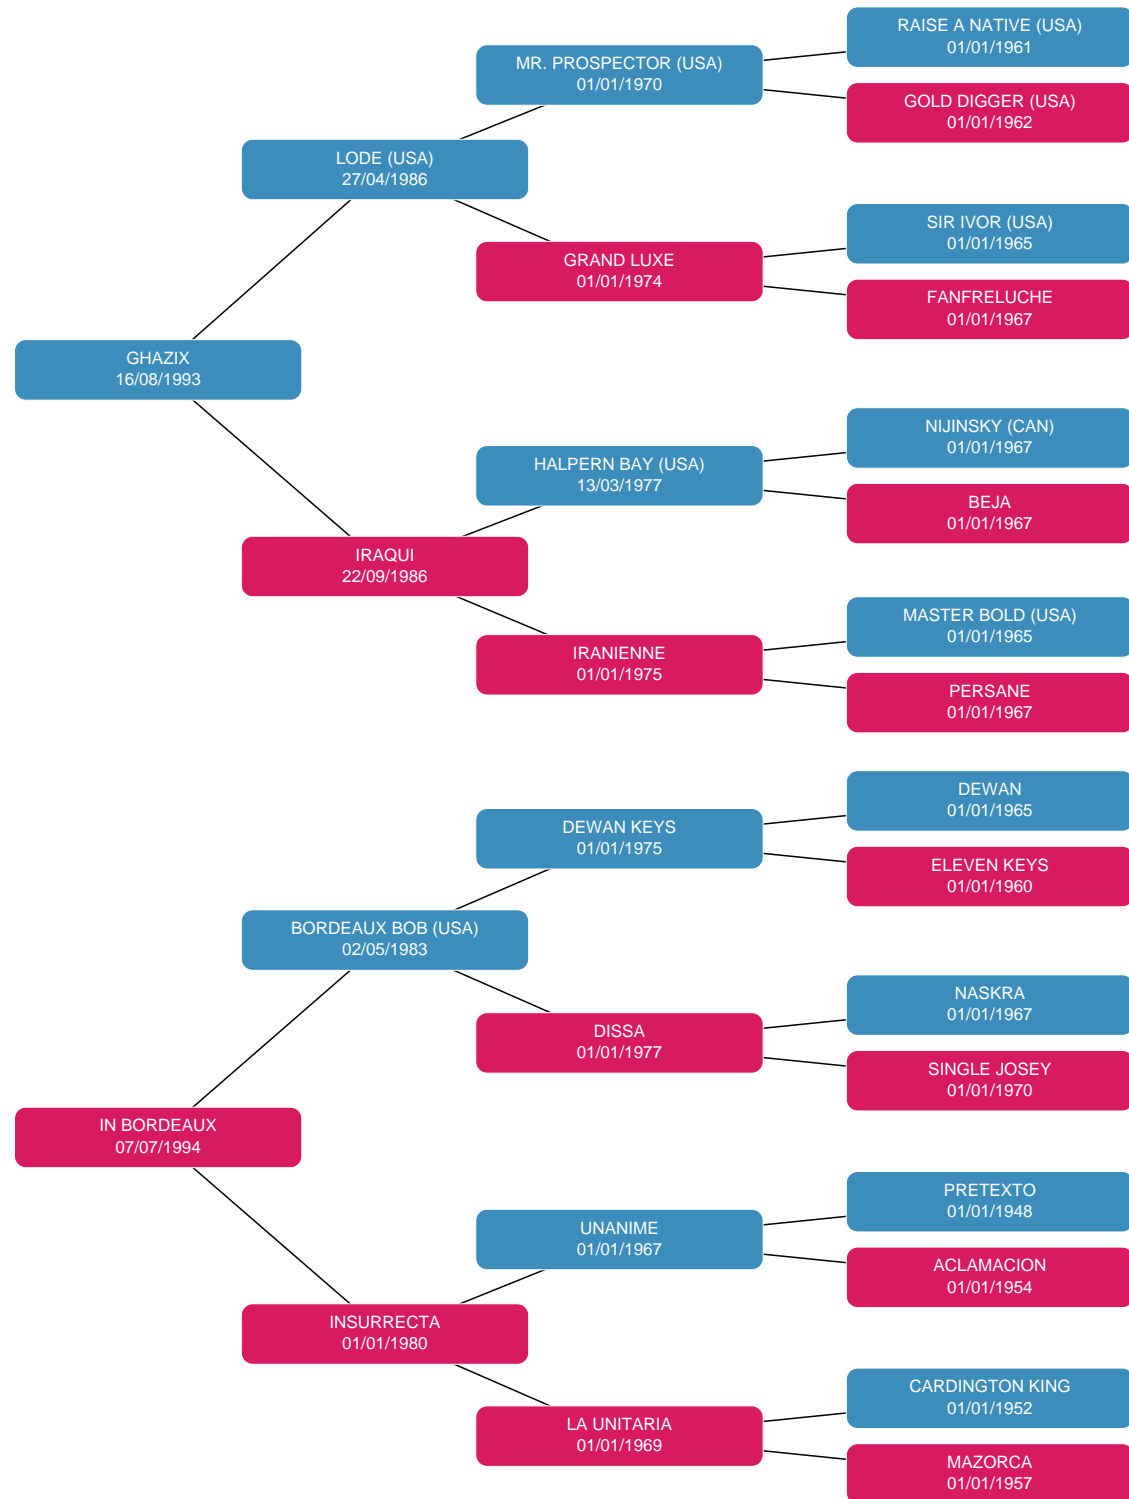 RAISE A NATIVE (USA)
01/01/1961
MR. PROSPECTOR (USA)
01/01/1970
GOLD DIGGER (USA)
01/01/1962
LODE (USA)
27/04/1986
SIR IVOR (USA)
01/01/1965
GRAND LUXE
01/01/1974
FANFRELUCHE
01/01/1967
GHAZIX
16/08/1993
NIJINSKY (CAN)
01/01/1967
HALPERN BAY (USA)
13/03/1977
BEJA
01/01/1967
IRAQUI
22/09/1986
MASTER BOLD (USA)
01/01/1965
IRANIENNE
01/01/1975
PERSANE
01/01/1967
DEWAN
01/01/1965
DEWAN KEYS
01/01/1975
ELEVEN KEYS
01/01/1960
BORDEAUX BOB (USA)
02/05/1983
NASKRA
01/01/1967
DISSA
01/01/1977
SINGLE JOSEY
01/01/1970
IN BORDEAUX
07/07/1994
PRETEXTO
01/01/1948
UNANIME
01/01/1967
ACLAMACION
01/01/1954
INSURRECTA
01/01/1980
CARDINGTON KING
01/01/1952
LA UNITARIA
01/01/1969
MAZORCA
01/01/1957